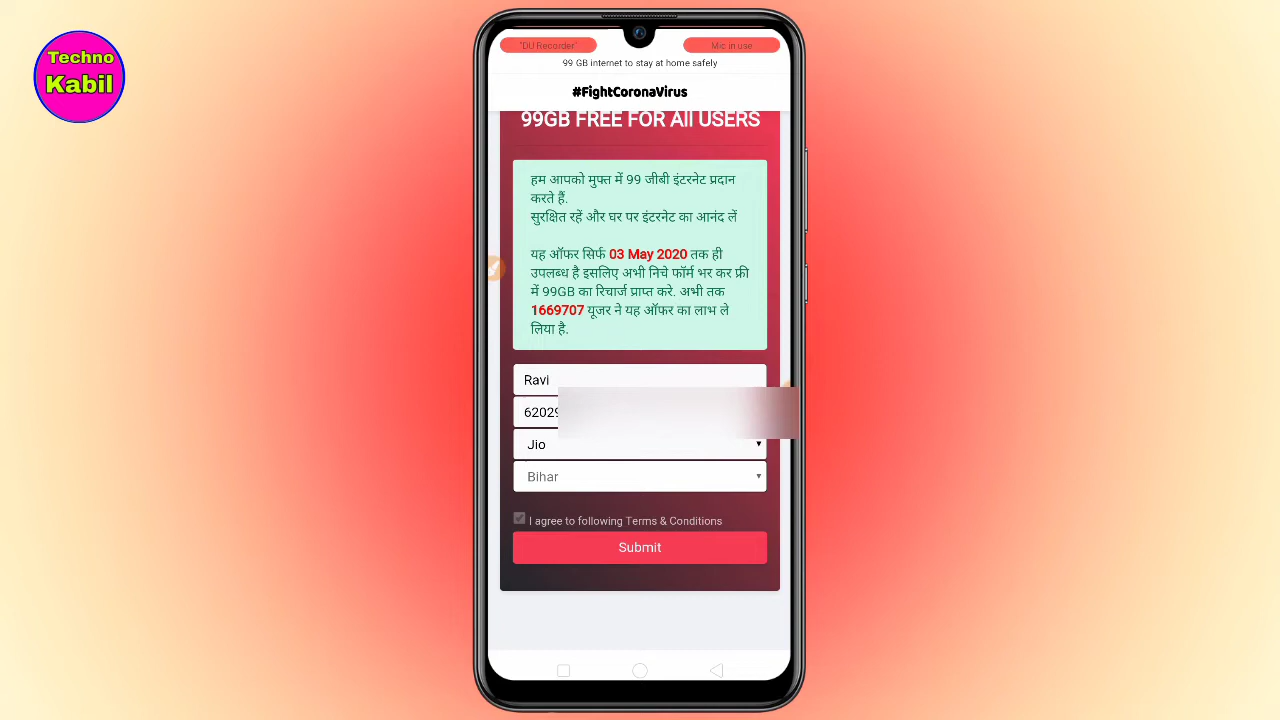 Techno
Kabil
"DU Recorder"
Mic in use
99 GB internet to stay at home safely
#FightCoronaVirus
99GB FREE FOR All USERS
हम आपको मुफ्त में 99 जीबी इंटरनेट प्रदान
करते हैं.
सुरक्षित रहें और घर पर इंटरनेट का आनंद लें
यह ऑफर सिर्फ 03 May 2020 तक ही
उपलब्ध है इसलिए अभी निचे फॉर्म भर कर फ्री
में 99GB का रिचार्ज प्राप्त करे. अभी तक
1669707 यूजर ने यह ऑफर का लाभ ले
लिया है.
Ravi
62029
Jio
Bihar
I agree to following Terms & Conditions
Submit